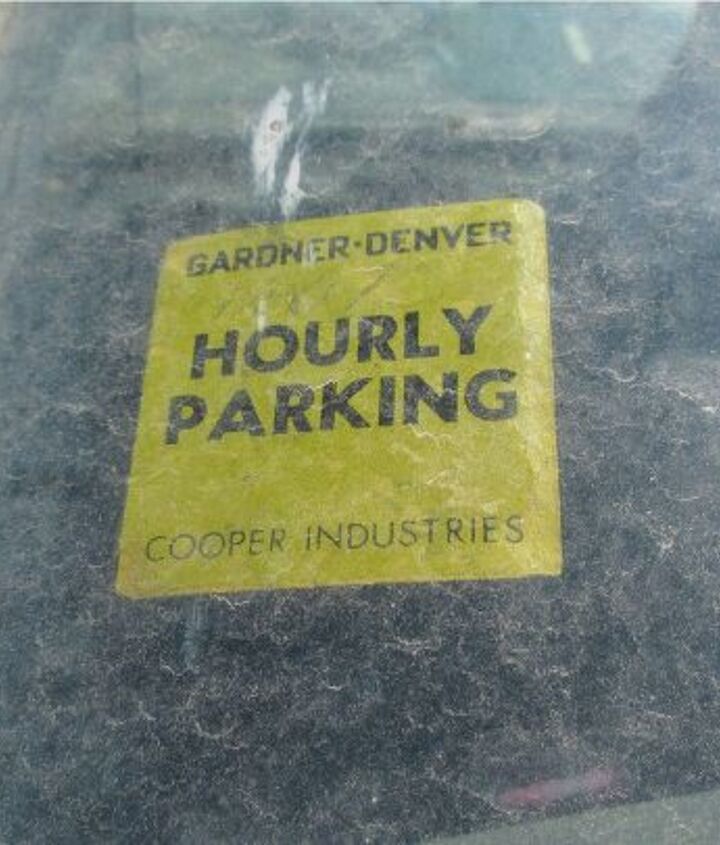 GARDNER-DENVER
HOURLY
PARKING
COOPER INDUSTRIES